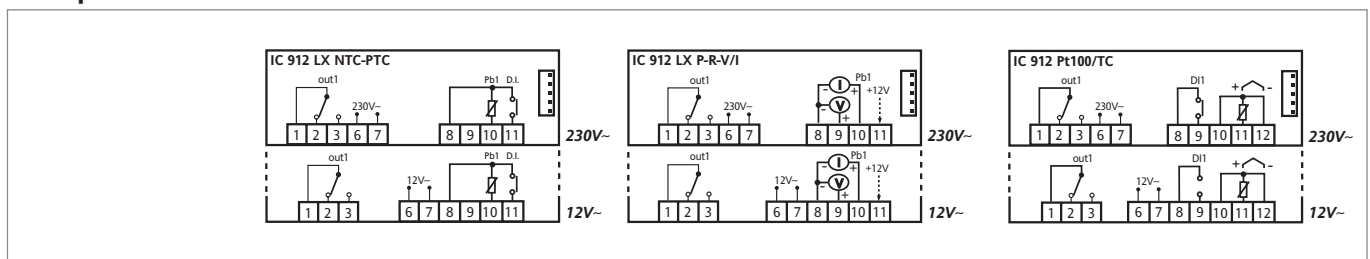 IC 912 LX NTC-PTC
out1
230V~
Pb1 D.I.
1 2 3 6 7
8 9 10 11
230V~
out1
12V~
Pb1 D.I.
1 2 3
6 7 8 9 10 11
12V~
IC 912 LX P-R-V/I
out1
230V~
I
Pb1
- +
+12V
V
-
+
1 2 3 6 7
8 9 10 11
230V~
out1
12V~
I
Pb1
- +
+12V
V
-
+
1 2 3
6 7 8 9 10 11
12V~
IC 912 Pt100/TC
out1
230V~
DI1
+ -
1 2 3 6 7
8 9 10 11 12
230V~
out1
12V~
DI1
+ -
1 2 3
6 7 8 9 10 11 12
12V~